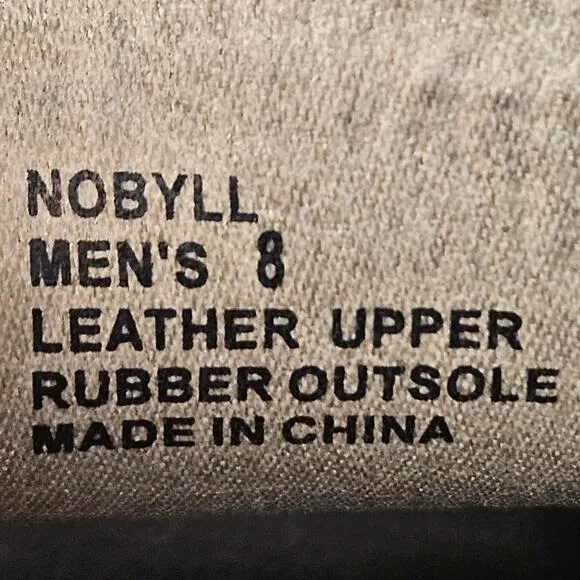 NOBYLL
MEN'S 8
LEATHER UPPER
RUBBER OUTSOLE
MADE IN CHINA